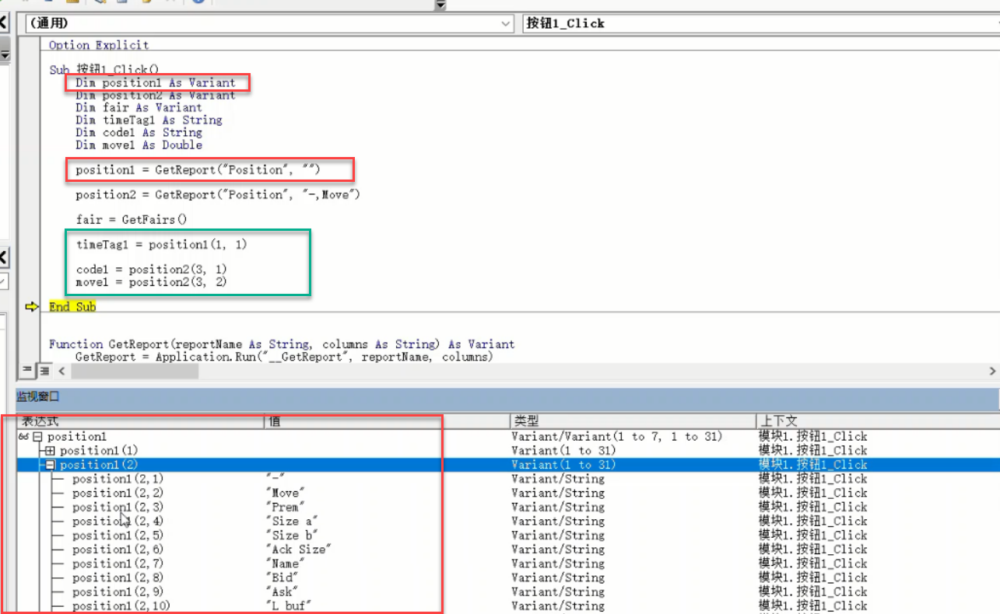 (通用)
按钮1_Click
Option Explicit
Sub 按钮1_Click()
Dim position1 As Variant
Dim position2 As Variant
Dim fair As Variant
Dim timeTag1 As String
Dim code1 As String
Dim move1 As Double
position1 = GetReport("Position", "")
position2 = GetReport("Position", "-,Move")
fair = GetFairs()
timeTag1 = position1(1, 1)
code1 = position2(3, 1)
move1 = position2(3, 2)
End Sub
Function GetReport(reportName As String, columns As String) As Variant
GetReport = Application.Run("__GetReport", reportName, columns)
监视窗口
表达式 值 类型 上下文
position1 Variant/Variant(1 to 7, 1 to 31) 模块1.按钮1_Click
position1(1) Variant(1 to 31) 模块1.按钮1_Click
position1(2) Variant(1 to 31) 模块1.按钮1_Click
position1(2,1) "-" Variant/String 模块1.按钮1_Click
position1(2,2) "Move" Variant/String 模块1.按钮1_Click
position1(2,3) "Prem" Variant/String 模块1.按钮1_Click
position1(2,4) "Size a" Variant/String 模块1.按钮1_Click
position1(2,5) "Size b" Variant/String 模块1.按钮1_Click
position1(2,6) "Ack Size" Variant/String 模块1.按钮1_Click
position1(2,7) "Name" Variant/String 模块1.按钮1_Click
position1(2,8) "Bid" Variant/String 模块1.按钮1_Click
position1(2,9) "Ask" Variant/String 模块1.按钮1_Click
position1(2,10) "L buf" Variant/String 模块1.按钮1_Click